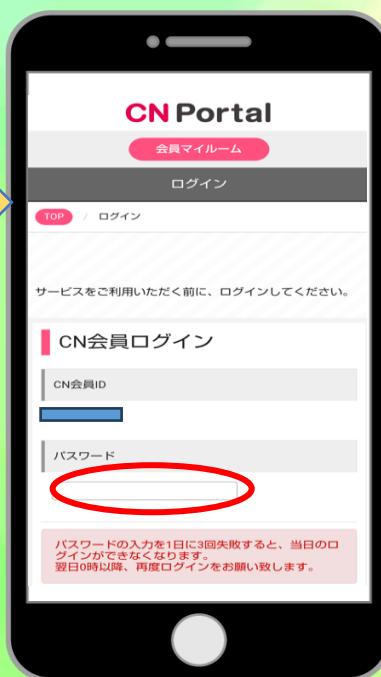 CN Portal
会員マイルーム
ログイン
TOP / ログイン
サービスをご利用いただく前に、ログインしてください。
CN会員ログイン
CN会員ID
パスワード
パスワードの入力を1日に3回失敗すると、当日のロ
グインができなくなります。
翌日0時以降、再度ログインをお願い致します。